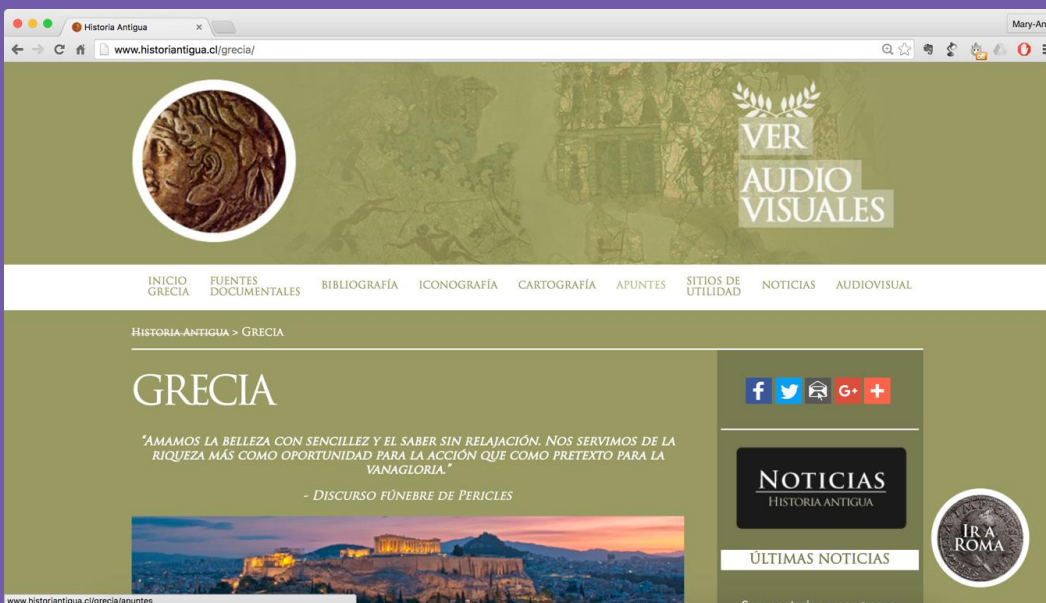 Historia Antigua
Mary-An
www.historiantigua.cl/grecia/
VER
AUDIO
VISUALES
INICIO
GRECIA
FUENTES
DOCUMENTALES
BIBLIOGRAFÍA
ICONOGRAFÍA
CARTOGRAFÍA
APUNTES
SITIOS DE
UTILIDAD
NOTICIAS
AUDIOVISUAL
HISTORIA ANTIGUA > GRECIA
GRECIA
"AMAMOS LA BELLEZA CON SENCILLEZ Y EL SABER SIN RELAJACIÓN. NOS SERVIMOS DE LA
RIQUEZA MÁS COMO OPORTUNIDAD PARA LA ACCIÓN QUE COMO PRETEXTO PARA LA
VANAGLORIA."
- DISCURSO FÚNEBRE DE PERICLES
f
G+
+
NOTICIAS
HISTORIA ANTIGUA
ÚLTIMAS NOTICIAS
IR A
ROMA
www.historiantigua.cl/grecia/apuntes